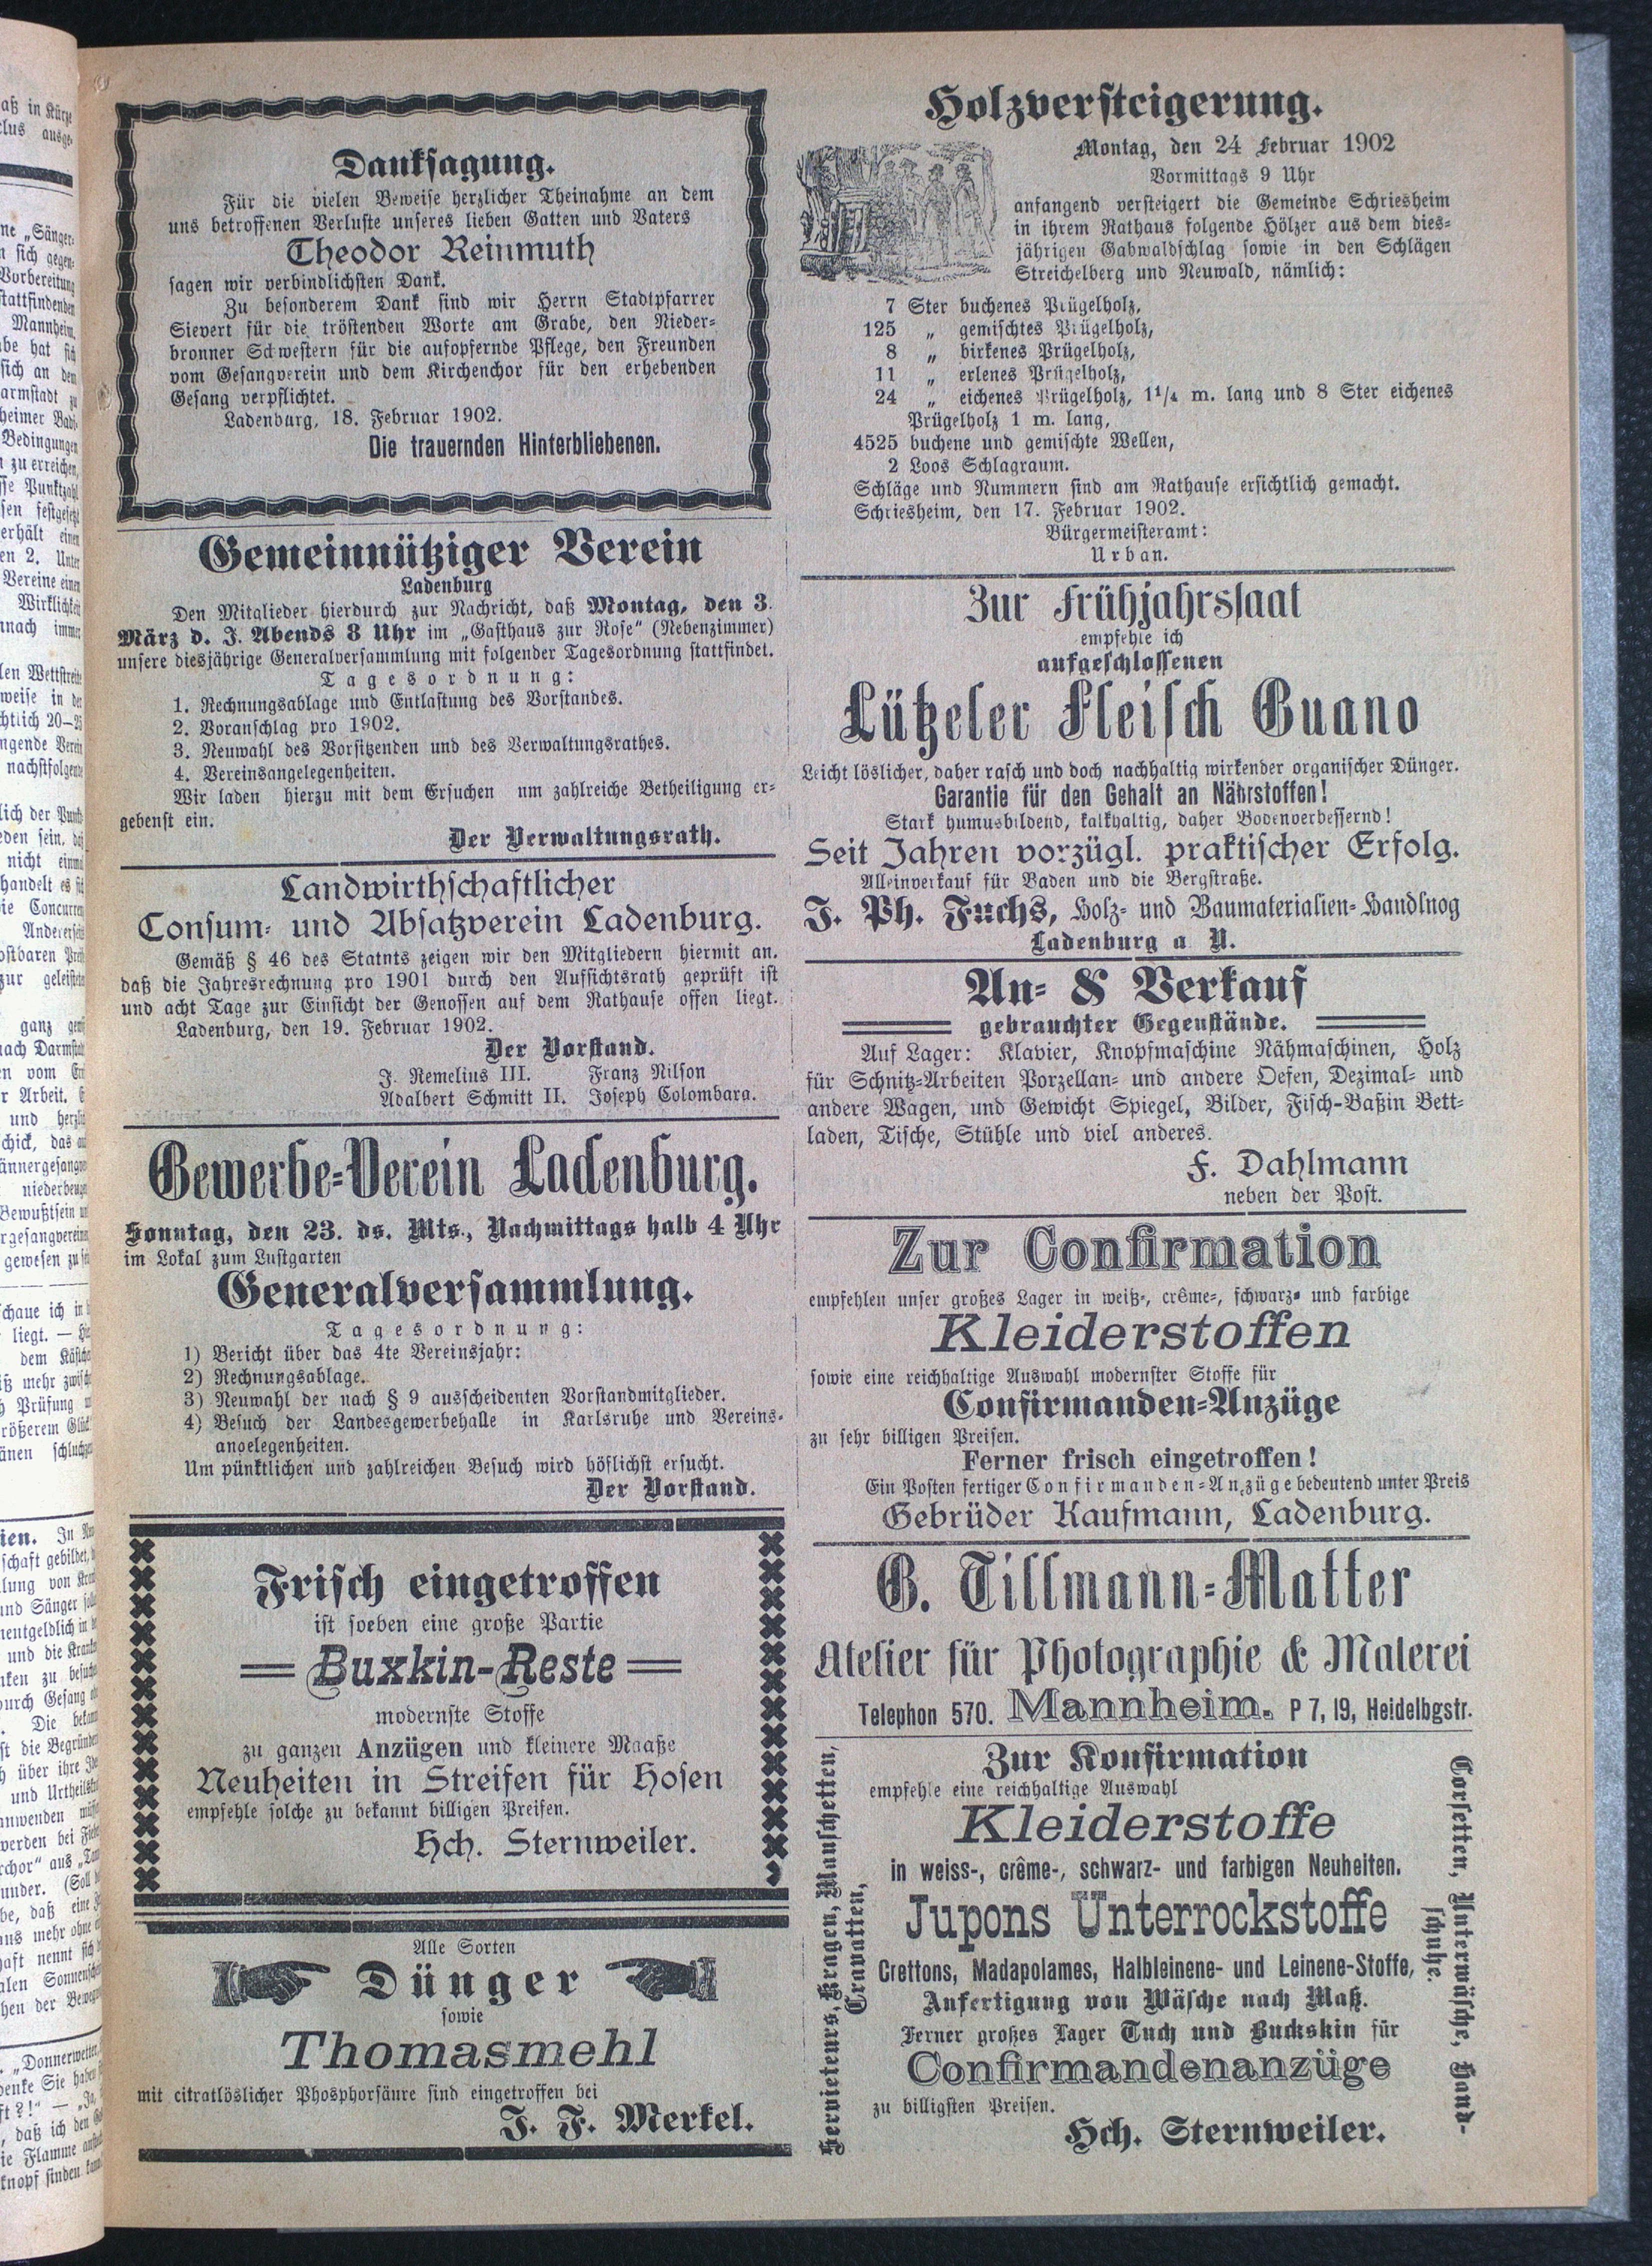 Danksagung.
Für die vielen Beweise herzlicher Theinahme an dem
uns betroffenen Verluste unseres lieben Gatten und Vaters
Theodor Reinmuth
sagen wir verbindlichsten Dank.
Zu besonderem Dank sind wir Herrn Stadtpfarrer
Sievert für die tröstenden Worte am Grabe, den Nieder-
bronner Schwestern für die aufopfernde Pflege, den Freunden
vom Gesangverein und dem Kirchenchor für den erhebenden
Gesang verpflichtet.
Ladenburg, 18. Februar 1902.
Die trauernden Hinterbliebenen.
Gemeinnütziger Verein
Ladenburg
Den Mitglieder hierdurch zur Nachricht, daß Montag, den 3.
März d. J. Abends 8 Uhr im „Gasthaus zur Rose“ (Nebenzimmer)
unsere diesjährige Generalversammlung mit folgender Tagesordnung stattfindet.
Tagesordnung:
1. Rechnungsablage und Entlastung des Vorstandes.
2. Voranschlag pro 1902.
3. Neuwahl des Vorsitzenden und des Verwaltungsrathes.
4. Vereinsangelegenheiten.
Wir laden hierzu mit dem Ersuchen um zahlreiche Betheiligung er-
gebenst ein.
Der Verwaltungsrath.
Landwirthschaftlicher
Consum- und Absatzverein Ladenburg.
Gemäß § 46 des Statnts zeigen wir den Mitgliedern hiermit an.
daß die Jahresrechnung pro 1901 durch den Aufsichtsrath geprüft ist
und acht Tage zur Einsicht der Genossen auf dem Rathause offen liegt.
Ladenburg, den 19. Februar 1902.
Der Vorstand.
J. Remelius III. Franz Nilson
Adalbert Schmitt II. Joseph Colombara.
Gewerbe-Verein Ladenburg.
Sonntag, den 23. ds. Mts., Nachmittags halb 4 Uhr
im Lokal zum Lustgarten
Generalversammlung.
Tagesordnung:
1) Bericht über das 4te Vereinsjahr:
2) Rechnungsablage.
3) Neuwahl der nach § 9 ausscheidenten Vorstandmitglieder.
4) Besuch der Landesgewerbehalle in Karlsruhe und Vereins-
angelegenheiten.
Um pünktlichen und zahlreichen Besuch wird höflichst ersucht.
Der Vorstand.
Frisch eingetroffen
ist soeben eine große Partie
Buxkin-Reste
modernste Stoffe
zu ganzen Anzügen und kleinere Maaße
Neuheiten in Streifen für Hosen
empfehle solche zu bekannt billigen Preisen.
Hch. Sternweiler.
Alle Sorten
Dünger
sowie
Thomasmehl
mit citratlöslicher Phosphorsäure sind eingetroffen bei
J. F. Merkel.
Holzversteigerung.
Montag, den 24 Februar 1902
Vormittags 9 Uhr
anfangend versteigert die Gemeinde Schriesheim
in ihrem Rathaus folgende Hölzer aus dem dies-
jährigen Gabwaldschlag sowie in den Schlägen
Streichelberg und Neuwald, nämlich:
7 Ster buchenes Prügelholz,
125 „ gemischtes Prügelholz,
8 „ birkenes Prügelholz,
11 „ erlenes Prügelholz,
24 „ eichenes Prügelholz, 1¹/₄ m. lang und 8 Ster eichenes
Prügelholz 1 m. lang,
4525 buchene und gemischte Wellen,
2 Loos Schlagraum.
Schläge und Nummern sind am Rathause ersichtlich gemacht.
Schriesheim, den 17. Februar 1902.
Bürgermeisteramt:
Urban.
Zur Frühjahrssaat
empfehle ich
aufgeschlossenen
Lützeler Fleisch Guano
Leicht löslicher, daher rasch und doch nachhaltig wirkender organischer Dünger.
Garantie für den Gehalt an Nährstoffen!
Stark humusbildend, kalkhaltig, daher Bodenverbessernd!
Seit Jahren vorzügl. praktischer Erfolg.
Alleinverkauf für Baden und die Bergstraße.
J. Ph. Fuchs, Holz- und Baumaterialien-Handlnog
Ladenburg a N.
An- & Verkauf
gebrauchter Gegenstände.
Auf Lager: Klavier, Knopfmaschine Nähmaschinen, Holz
für Schnitz-Arbeiten Porzellan- und andere Oefen, Dezimal- und
andere Wagen, und Gewicht Spiegel, Bilder, Fisch-Baßin Bett-
laden, Tische, Stühle und viel anderes.
F. Dahlmann
neben der Post.
Zur Confirmation
empfehlen unser großes Lager in weiß-, crême-, schwarz- und farbige
Kleiderstoffen
sowie eine reichhaltige Auswahl modernster Stoffe für
Confirmanden-Anzüge
zu sehr billigen Preisen.
Ferner frisch eingetroffen!
Ein Posten fertiger Confirmanden-Anzüge bedeutend unter Preis
Gebrüder Kaufmann, Ladenburg.
G. Tillmann-Matter
Atelier für Photographie & Malerei
Telephon 570. Mannheim. P 7, 19, Heidelbgstr.
Servieteurs, Kragen, Manschetten,
Cravatten,
Zur Konfirmation
empfehle eine reichhaltige Auswahl
Kleiderstoffe
in weiss-, crême-, schwarz- und farbigen Neuheiten.
Jupons Unterrockstoffe
Crettons, Madapolames, Halbleinene- und Leinene-Stoffe,
Anfertigung von Wäsche nach Maß.
Ferner großes Lager Tuch und Buckskin für
Confirmandenanzüge
zu billigsten Preisen.
Hch. Sternweiler.
Corsetten, Unterwäsche, Hand-
schuhe.